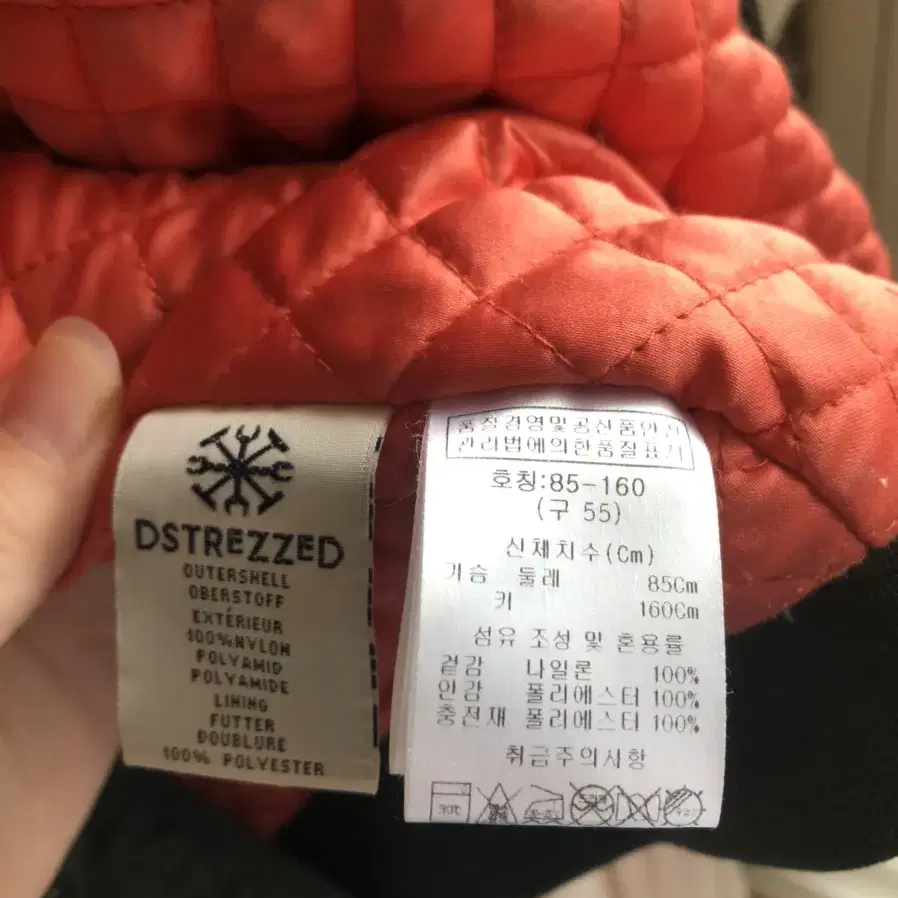 DSTREZZED
OUTERSHELL
OBERSTOFF
EXTÉRIEUR
100%NYLON
POLYAMID
POLYAMIDE
LINING
FUTTER
DOUBLURE
100% POLYESTER
품질경영및공산품안전
관리법에의한품질표기
호칭:85-160
(구 55)
신체치수(Cm)
가슴 둘레 85Cm
키 160Cm
섬유 조성 및 혼용률
겉감 나일론 100%
안감 폴리에스터 100%
충전재 폴리에스터 100%
취급주의사항
30℃